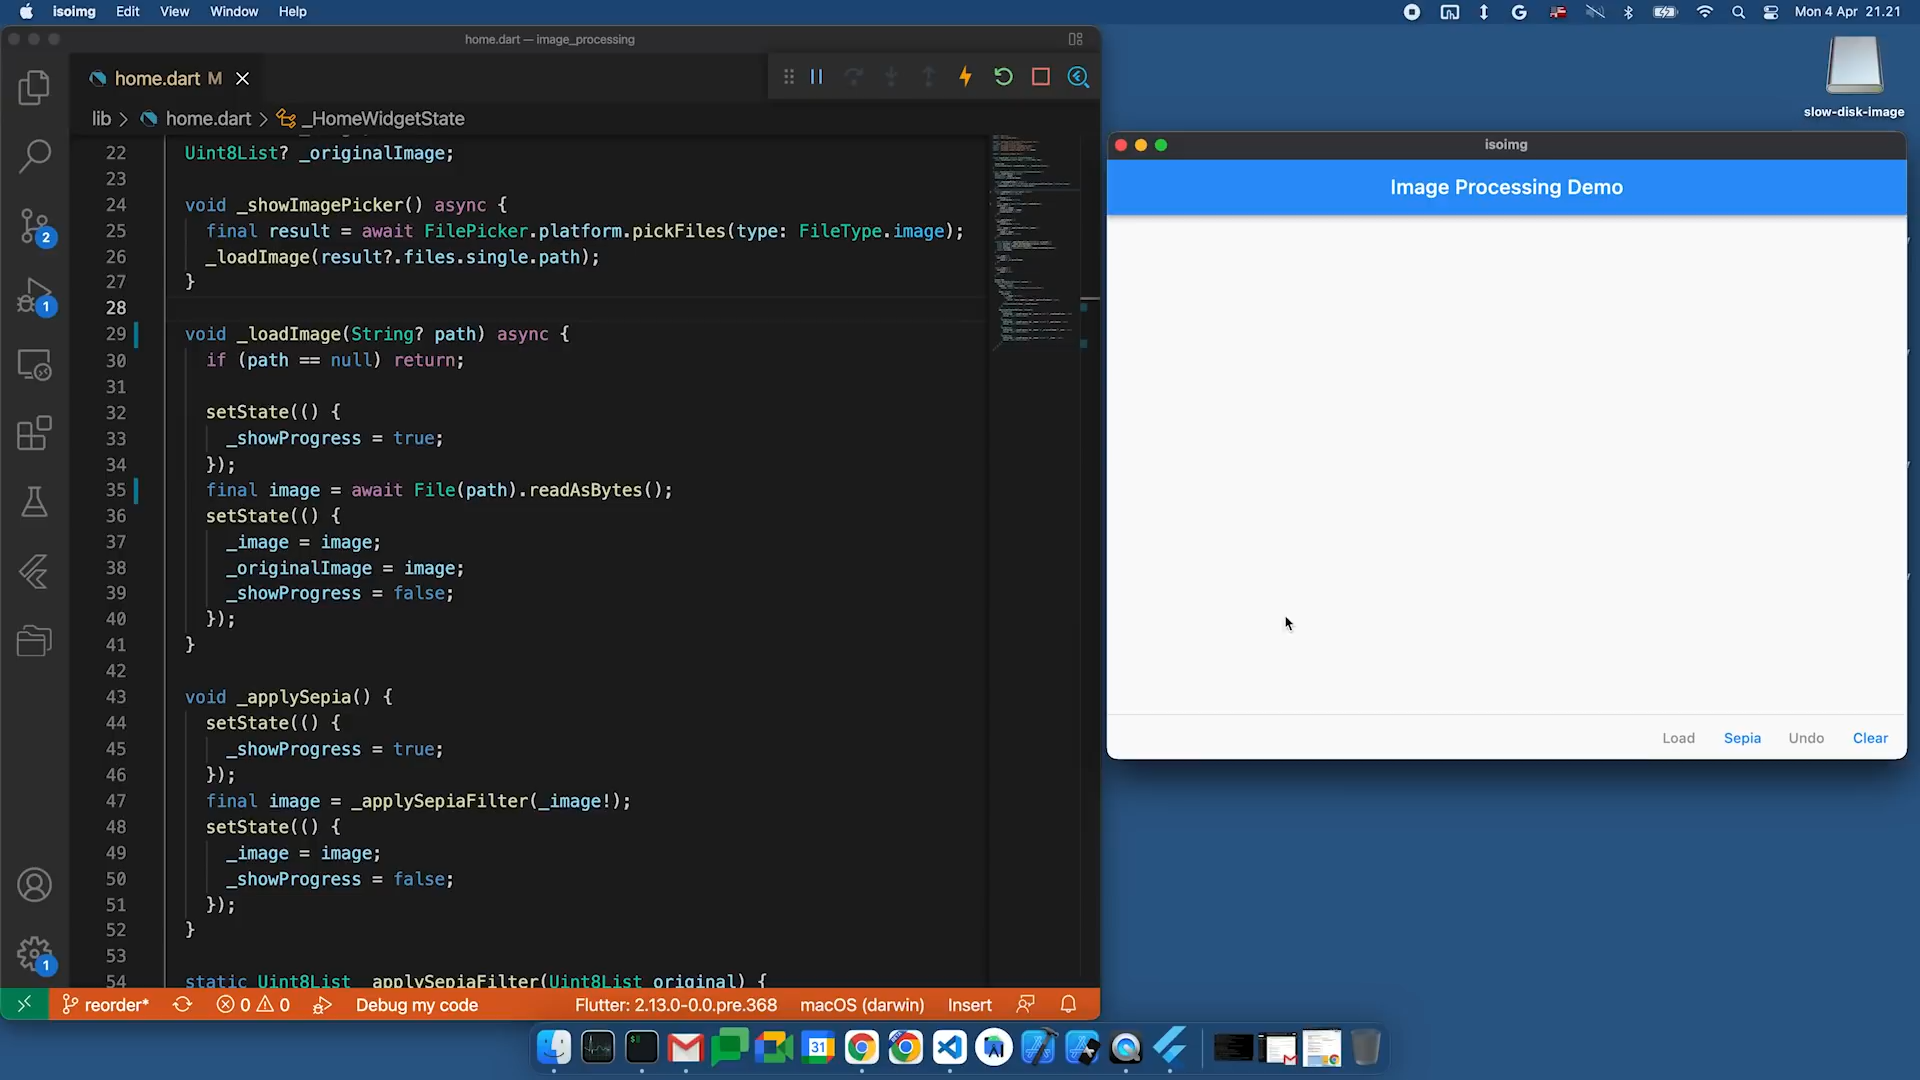 isoimg Edit View Window Help
Mon 4 Apr 21.21
home.dart — image_processing
home.dart M
lib > home.dart > _HomeWidgetState
22 Uint8List? _originalImage;
23
24 void _showImagePicker() async {
25 final result = await FilePicker.platform.pickFiles(type: FileType.image);
26 _loadImage(result?.files.single.path);
27 }
28
29 void _loadImage(String? path) async {
30 if (path == null) return;
31
32 setState(() {
33 _showProgress = true;
34 });
35 final image = await File(path).readAsBytes();
36 setState(() {
37 _image = image;
38 _originalImage = image;
39 _showProgress = false;
40 });
41 }
42
43 void _applySepia() {
44 setState(() {
45 _showProgress = true;
46 });
47 final image = _applySepiaFilter(_image!);
48 setState(() {
49 _image = image;
50 _showProgress = false;
51 });
52 }
53
54 static Uint8List _applySepiaFilter(Uint8List original) {
2
1
1
reorder* 0 0 Debug my code Flutter: 2.13.0-0.0.pre.368 macOS (darwin) Insert
slow-disk-image
isoimg
Image Processing Demo
Load Sepia Undo Clear
31